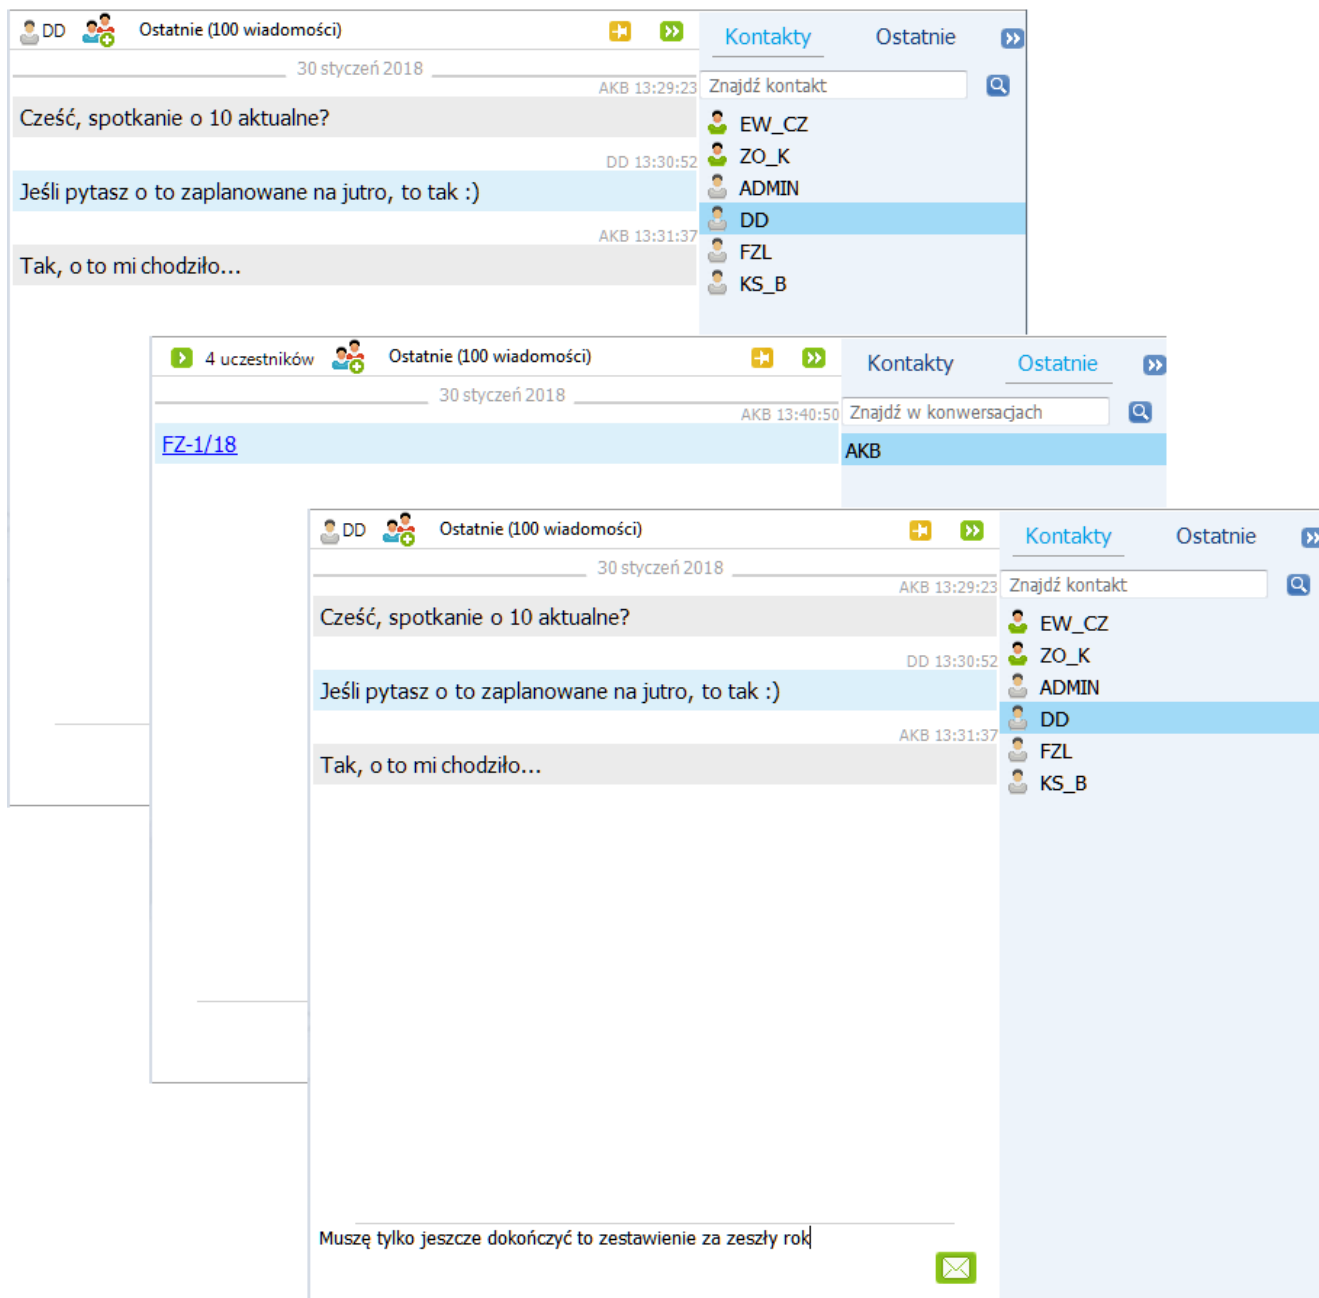 DD Ostatnie (100 wiadomości)
Kontakty Ostatnie
30 styczeń 2018
AKB 13:29:23
Znajdź kontakt
Cześć, spotkanie o 10 aktualne?
EW_CZ
DD 13:30:52
ZO_K
Jeśli pytasz o to zaplanowane na jutro, to tak :)
ADMIN
DD
AKB 13:31:37
FZL
Tak, o to mi chodziło...
KS_B
4 uczestników Ostatnie (100 wiadomości)
Kontakty Ostatnie
30 styczeń 2018
AKB 13:40:50
Znajdź w konwersacjach
FZ-1/18
AKB
DD Ostatnie (100 wiadomości)
Kontakty Ostatnie
30 styczeń 2018
AKB 13:29:23
Znajdź kontakt
Cześć, spotkanie o 10 aktualne?
EW_CZ
DD 13:30:52
ZO_K
Jeśli pytasz o to zaplanowane na jutro, to tak :)
ADMIN
DD
AKB 13:31:37
FZL
Tak, o to mi chodziło...
KS_B
Muszę tylko jeszcze dokończyć to zestawienie za zeszły rok